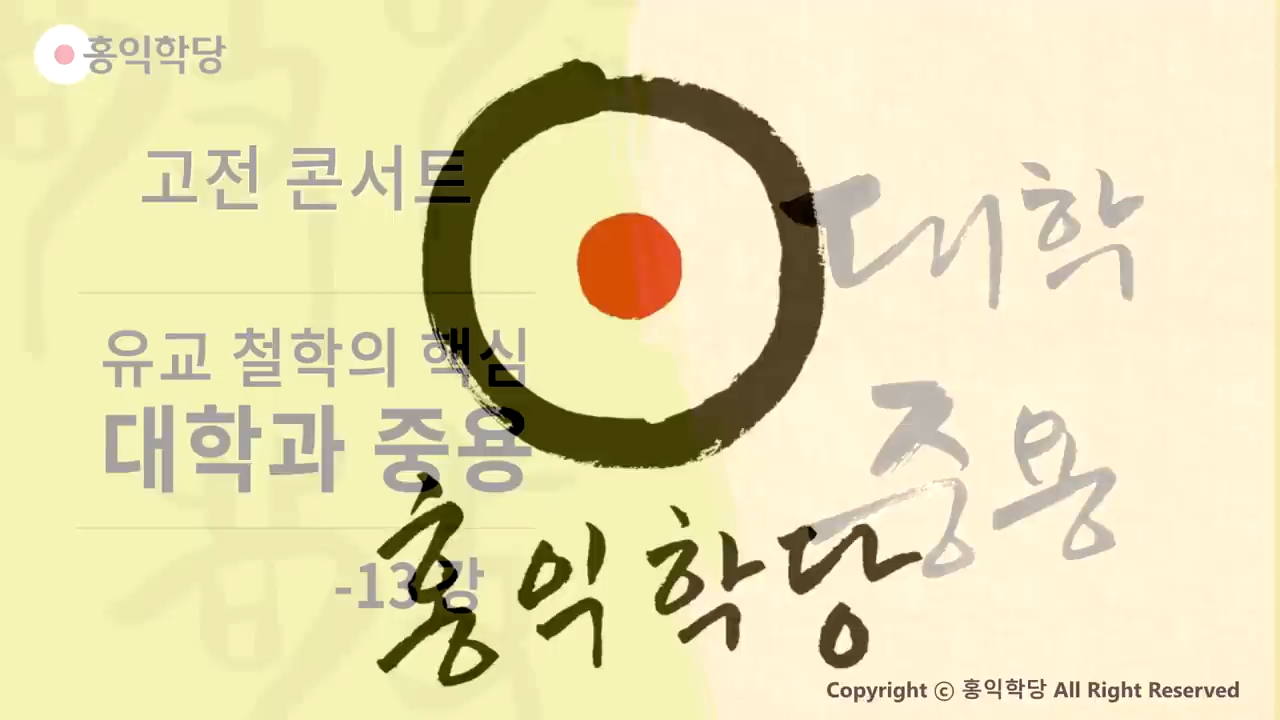 홍익학당
고전 콘서트
유교 철학의 핵심
대학과 중용
-13강
대학
중용
홍익학당
Copyright ⓒ 홍익학당 All Right Reserved